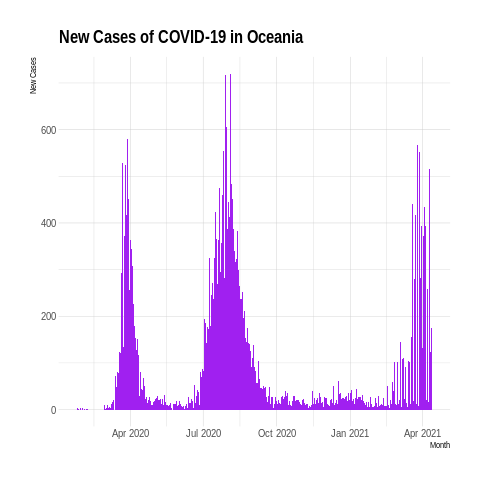 New Cases of COVID-19 in Oceania
New Cases
600
400
200
0
Apr 2020 Jul 2020 Oct 2020 Jan 2021 Apr 2021
Month